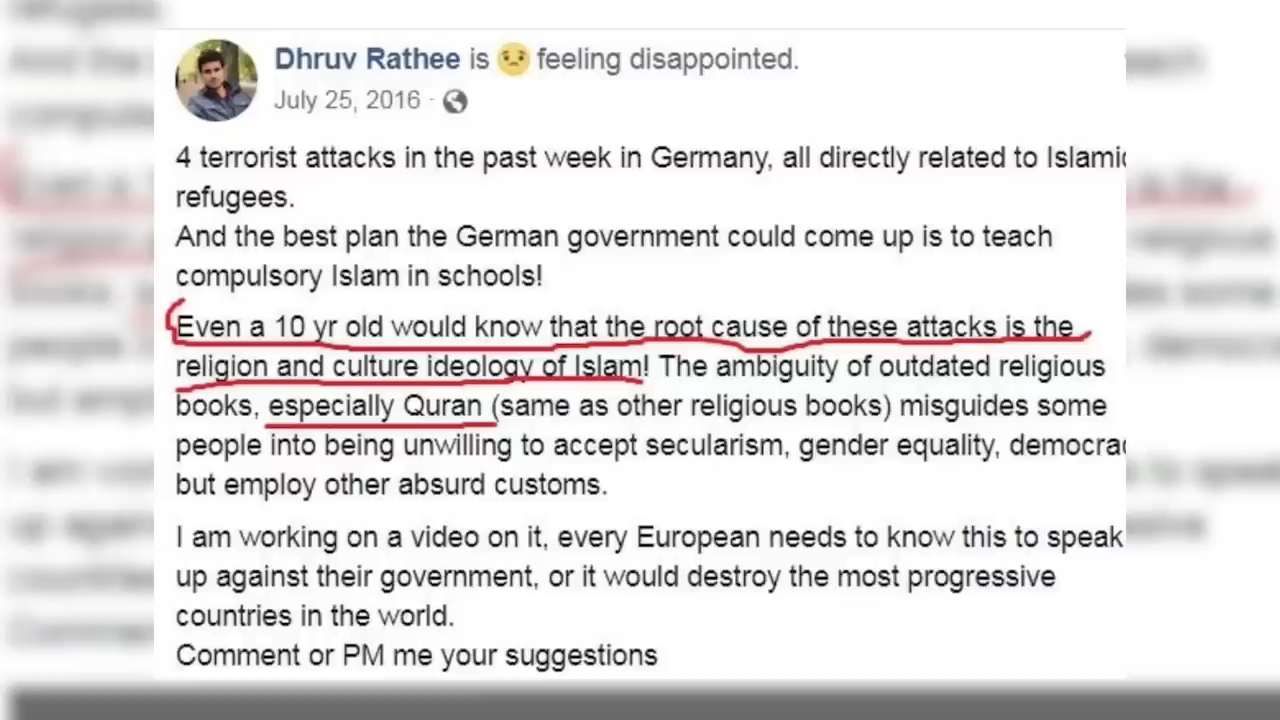 Dhruv Rathee is 😟 feeling disappointed.
July 25, 2016 ·
4 terrorist attacks in the past week in Germany, all directly related to Islamic
refugees.
And the best plan the German government could come up is to teach
compulsory Islam in schools!
Even a 10 yr old would know that the root cause of these attacks is the
religion and culture ideology of Islam! The ambiguity of outdated religious
books, especially Quran (same as other religious books) misguides some
people into being unwilling to accept secularism, gender equality, democrac
but employ other absurd customs.
I am working on a video on it, every European needs to know this to speak
up against their government, or it would destroy the most progressive
countries in the world.
Comment or PM me your suggestions